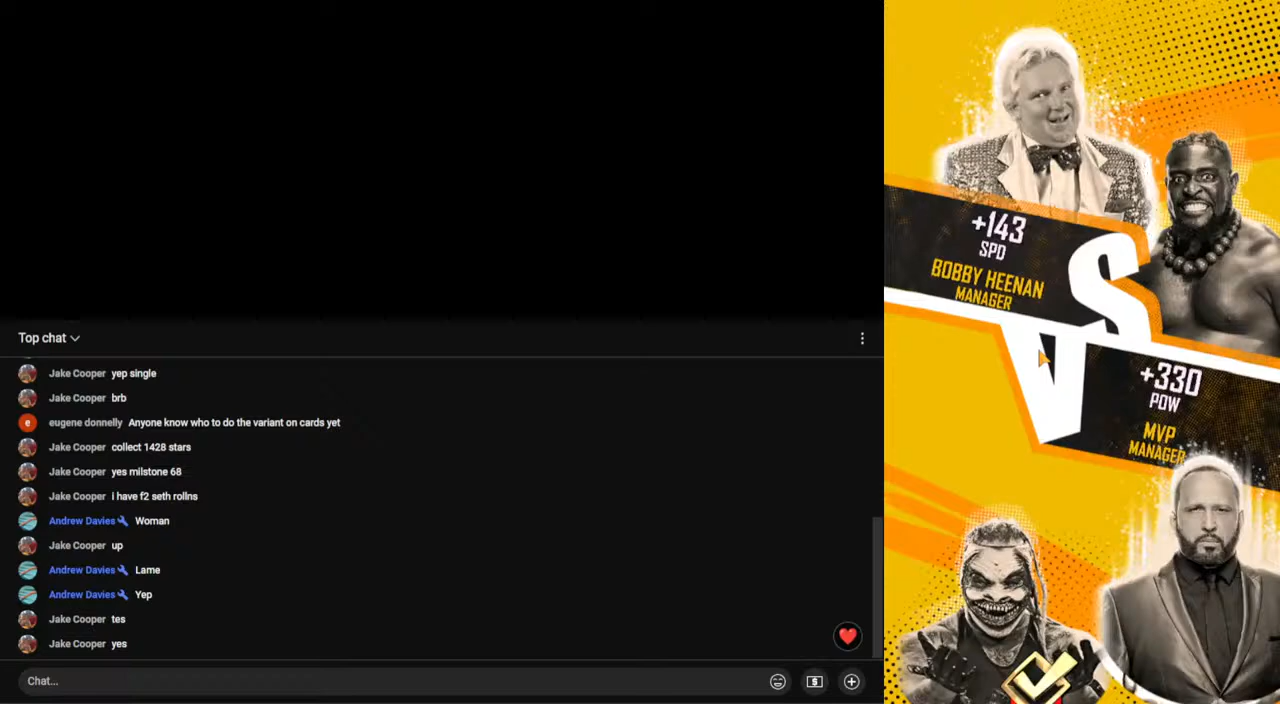 Top chat
Jake Cooper yep single
Jake Cooper brb
e eugene donnelly Anyone know who to do the variant on cards yet
Jake Cooper collect 1428 stars
Jake Cooper yes milstone 68
Jake Cooper i have f2 seth rollns
Andrew Davies Woman
Jake Cooper up
Andrew Davies Lame
Andrew Davies Yep
Jake Cooper tes
Jake Cooper yes
Chat...
+143
SPD
BOBBY HEENAN
MANAGER
VS
+330
POW
MVP
MANAGER